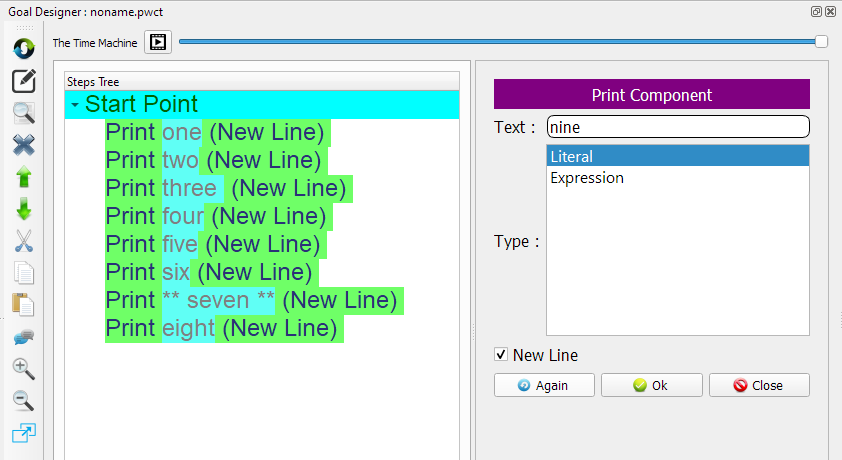 Goal Designer : noname.pwct
The Time Machine
Steps Tree
Start Point
Print one (New Line)
Print two (New Line)
Print three  (New Line)
Print four (New Line)
Print five (New Line)
Print six (New Line)
Print ** seven ** (New Line)
Print eight (New Line)
Print Component
Text : nine
Literal
Expression
Type :
New Line
Again Ok Close